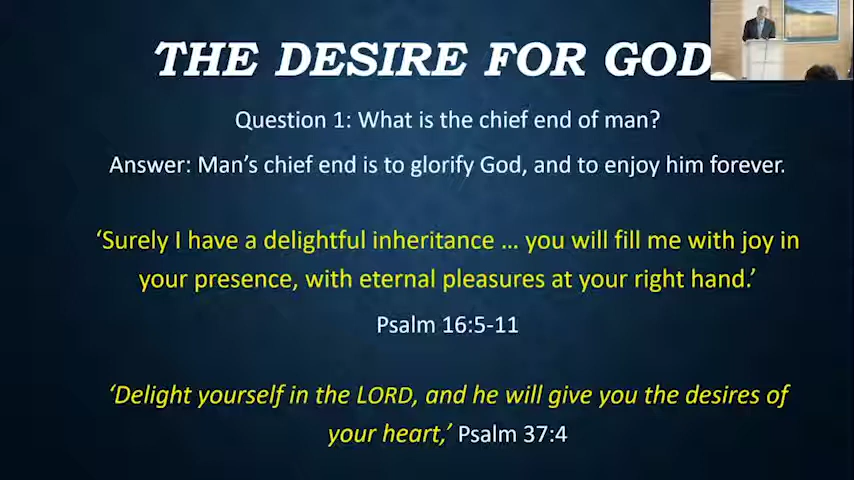 THE DESIRE FOR GOD
Question 1: What is the chief end of man?
Answer: Man’s chief end is to glorify God, and to enjoy him forever.
‘Surely I have a delightful inheritance … you will fill me with joy in
your presence, with eternal pleasures at your right hand.’
Psalm 16:5-11
‘Delight yourself in the LORD, and he will give you the desires of
your heart,’ Psalm 37:4